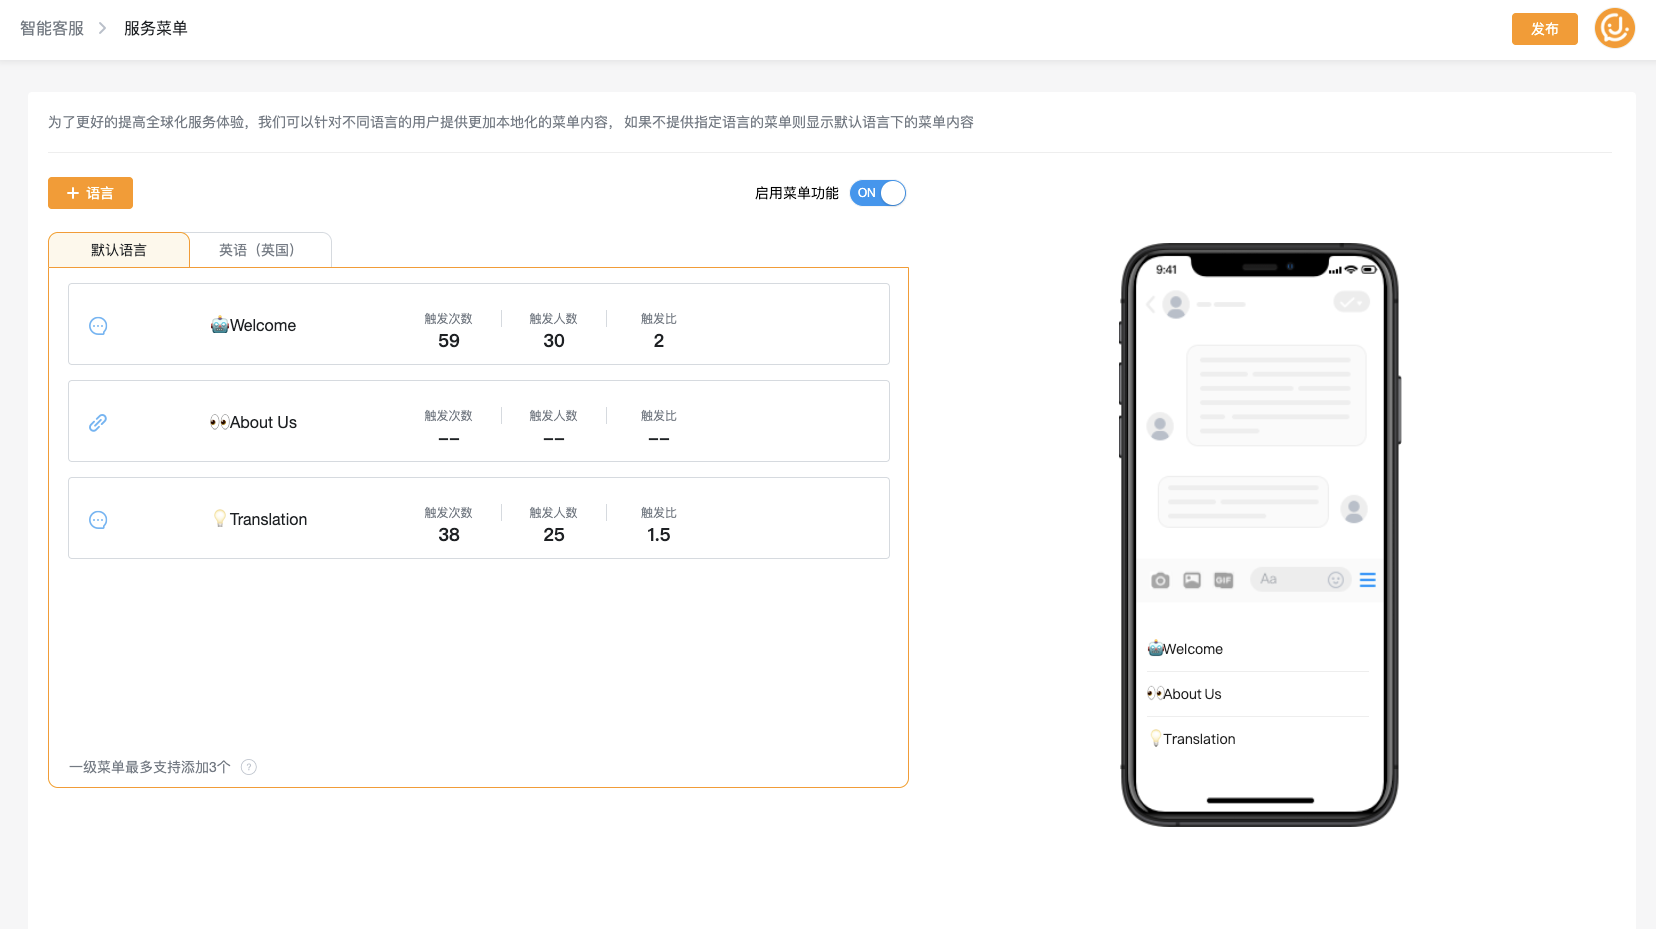 智能客服 > 服务菜单
发布
为了更好的提高全球化服务体验，我们可以针对不同语言的用户提供更加本地化的菜单内容， 如果不提供指定语言的菜单则显示默认语言下的菜单内容
+ 语言
启用菜单功能 ON
默认语言
英语（英国）
🤖Welcome
触发次数 触发人数 触发比
59 30 2
👀About Us
触发次数 触发人数 触发比
-- -- --
💡Translation
触发次数 触发人数 触发比
38 25 1.5
一级菜单最多支持添加3个 ?
9:41
GIF Aa
🤖Welcome
👀About Us
💡Translation